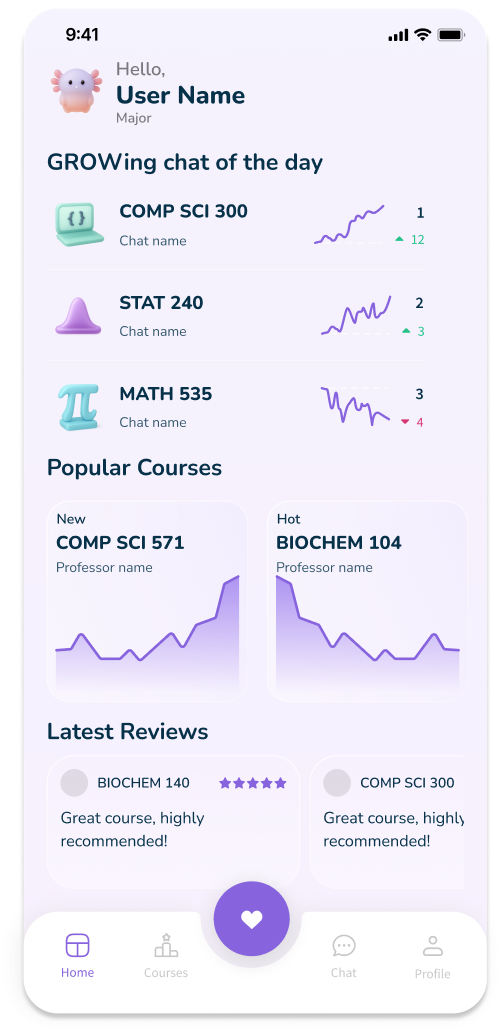 9:41
Hello,
User Name
Major
GROWing chat of the day
{ }
COMP SCI 300
1
Chat name
12
STAT 240
2
Chat name
3
π
MATH 535
3
Chat name
4
Popular Courses
New
COMP SCI 571
Professor name
Hot
BIOCHEM 104
Professor name
Latest Reviews
BIOCHEM 140
Great course, highly
recommended!
COMP SCI 300
Great course, highly
recommended!
Home
Courses
Chat
Profile